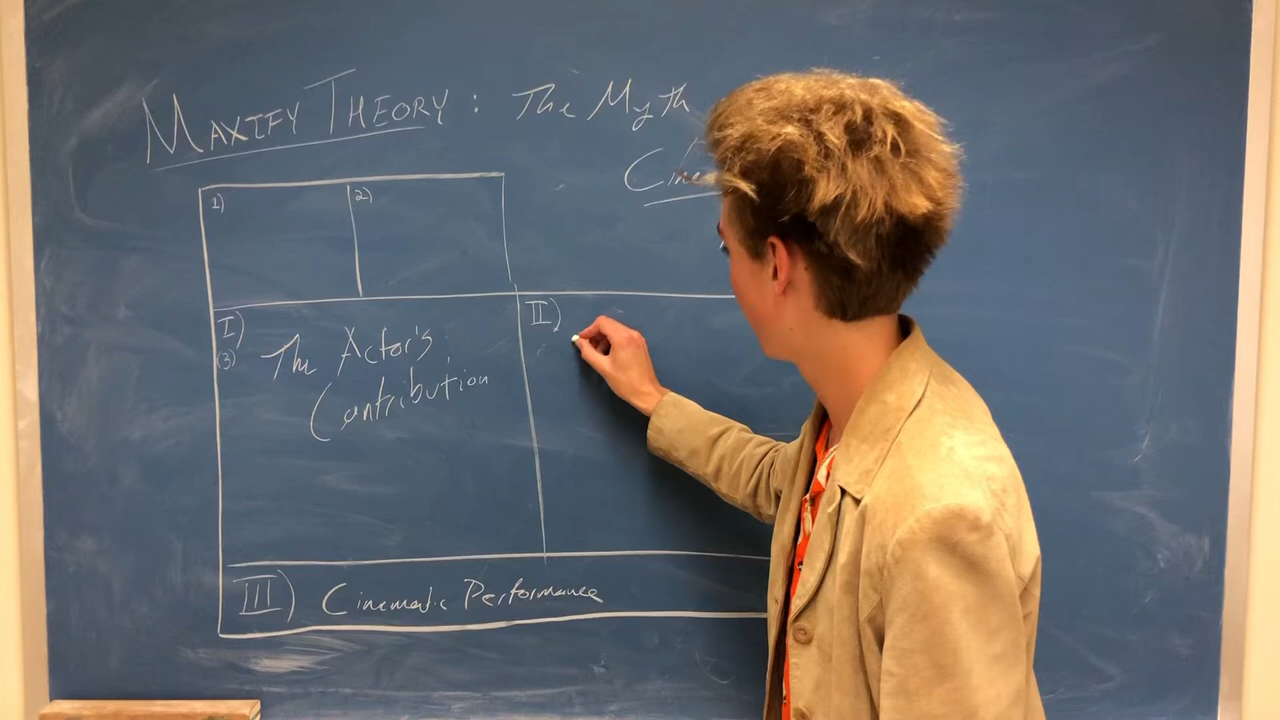 MAXIFY THEORY: The Myth
1) 2)
I) II)
(3) The Actor's
Contribution
III) Cinematic Performance